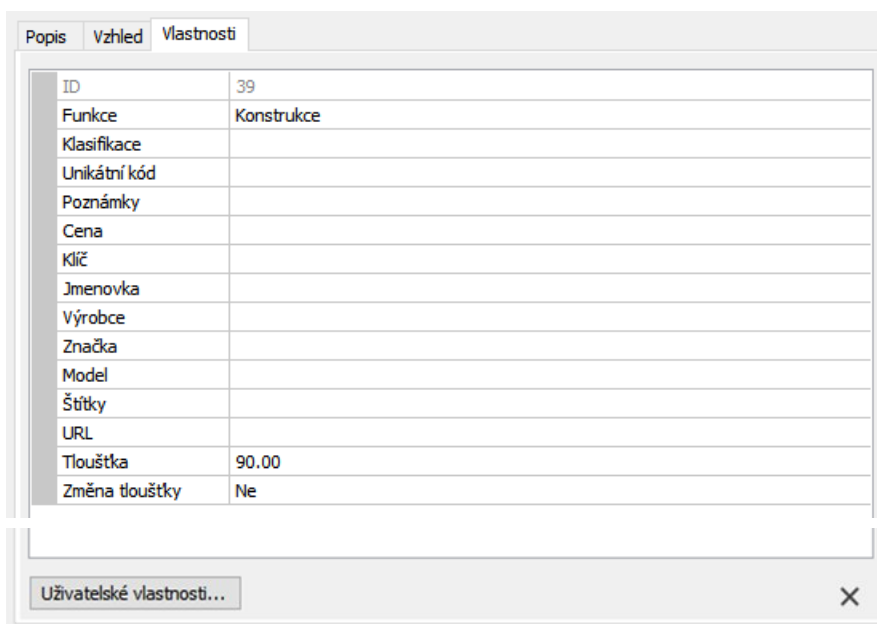 Popis Vzhled Vlastnosti
ID 39
Funkce Konstrukce
Klasifikace
Unikátní kód
Poznámky
Cena
Klíč
Jmenovka
Výrobce
Značka
Model
Štítky
URL
Tloušťka 90.00
Změna tloušťky Ne
Uživatelské vlastnosti...